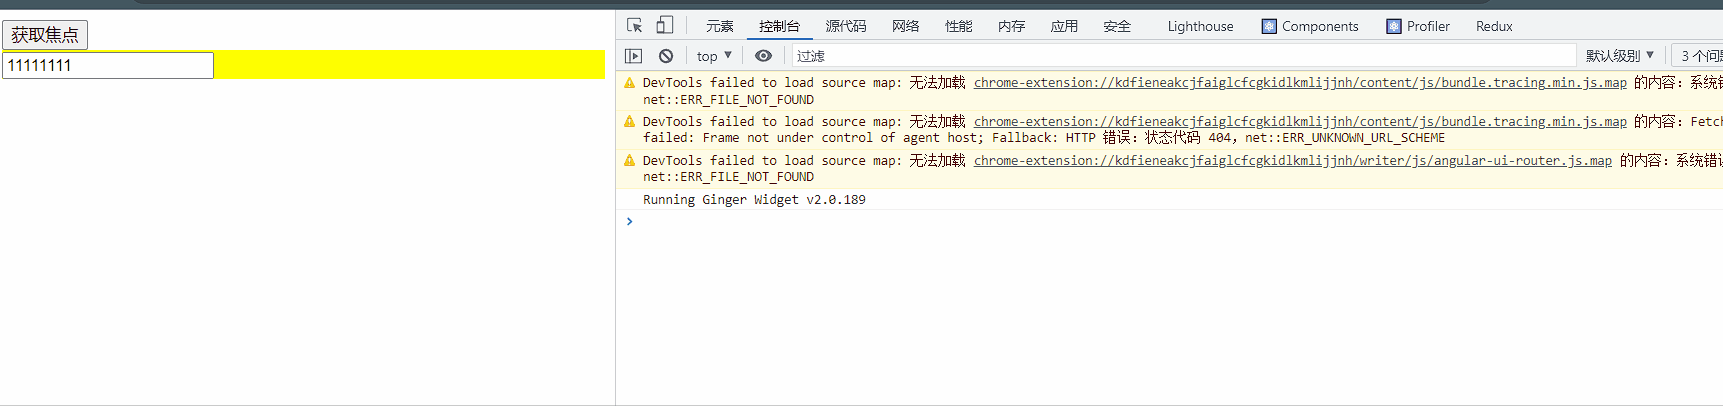 获取焦点
11111111
元素 控制台 源代码 网络 性能 内存 应用 安全 Lighthouse Components Profiler Redux
top 过滤 默认级别 3 个问
DevTools failed to load source map: 无法加载 chrome-extension://kdfieneakcjfaiglcfcgkidlkmlijjnh/content/js/bundle.tracing.min.js.map 的内容：系统错
net::ERR_FILE_NOT_FOUND
DevTools failed to load source map: 无法加载 chrome-extension://kdfieneakcjfaiglcfcgkidlkmlijjnh/content/js/bundle.tracing.min.js.map 的内容：Fetch
failed: Frame not under control of agent host; Fallback: HTTP 错误：状态代码 404，net::ERR_UNKNOWN_URL_SCHEME
DevTools failed to load source map: 无法加载 chrome-extension://kdfieneakcjfaiglcfcgkidlkmlijjnh/writer/js/angular-ui-router.js.map 的内容：系统错误
net::ERR_FILE_NOT_FOUND
Running Ginger Widget v2.0.189